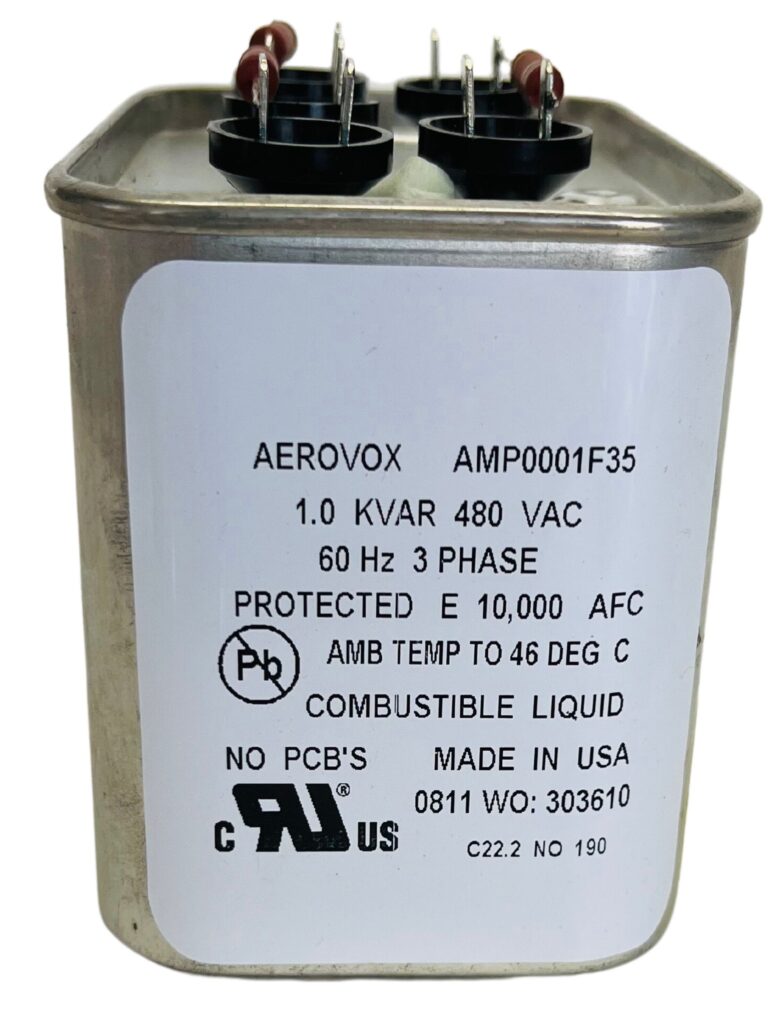 AEROVOX AMP0001F35
1.0 KVAR 480 VAC
60 Hz 3 PHASE
PROTECTED E 10,000 AFC
Pb AMB TEMP TO 46 DEG C
COMBUSTIBLE LIQUID
NO PCB'S MADE IN USA
C RU® US 0811 WO: 303610
C22.2 NO 190